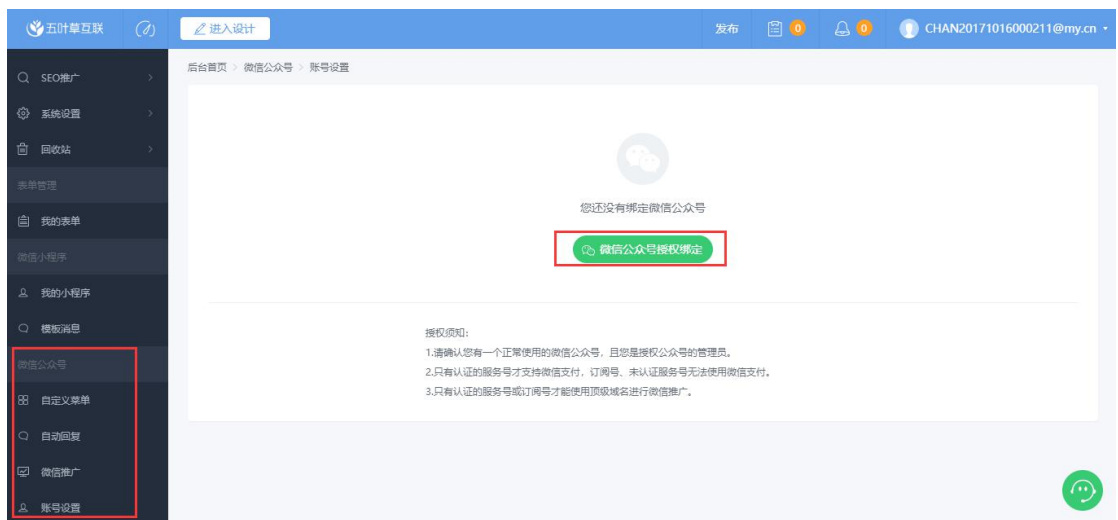 五叶草互联
进入设计
发布
0
0
CHAN20171016000211@my.cn
后台首页 > 微信公众号 > 账号设置
SEO推广
系统设置
回收站
表单管理
我的表单
微信小程序
我的小程序
模板消息
微信公众号
自定义菜单
自动回复
微信推广
账号设置
您还没有绑定微信公众号
微信公众号授权绑定
授权须知：
1.请确认您有一个正常使用的微信公众号，且您是授权公众号的管理员。
2.只有认证的服务号才支持微信支付，订阅号、未认证服务号无法使用微信支付。
3.只有认证的服务号或订阅号才能使用顶级域名进行微信推广。